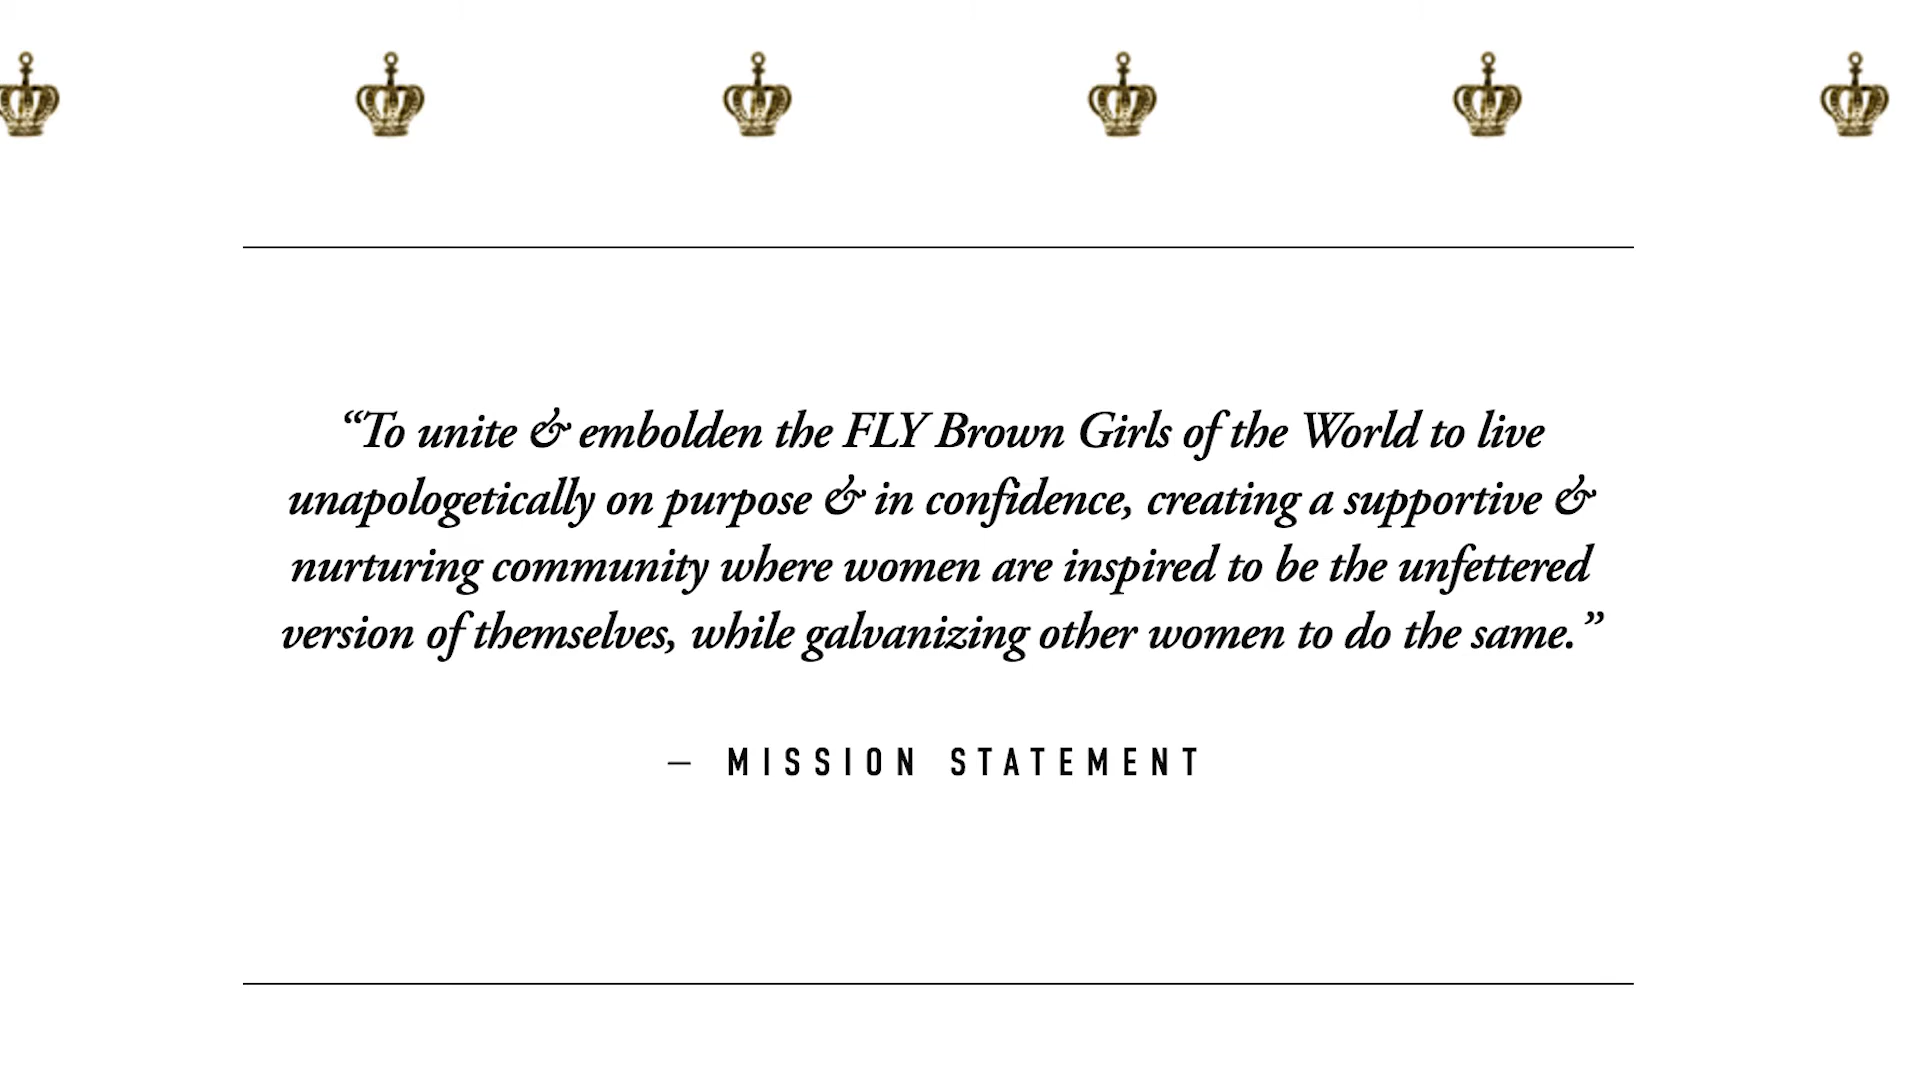 “To unite & embolden the FLY Brown Girls of the World to live
unapologetically on purpose & in confidence, creating a supportive &
nurturing community where women are inspired to be the unfettered
version of themselves, while galvanizing other women to do the same.”
— MISSION STATEMENT